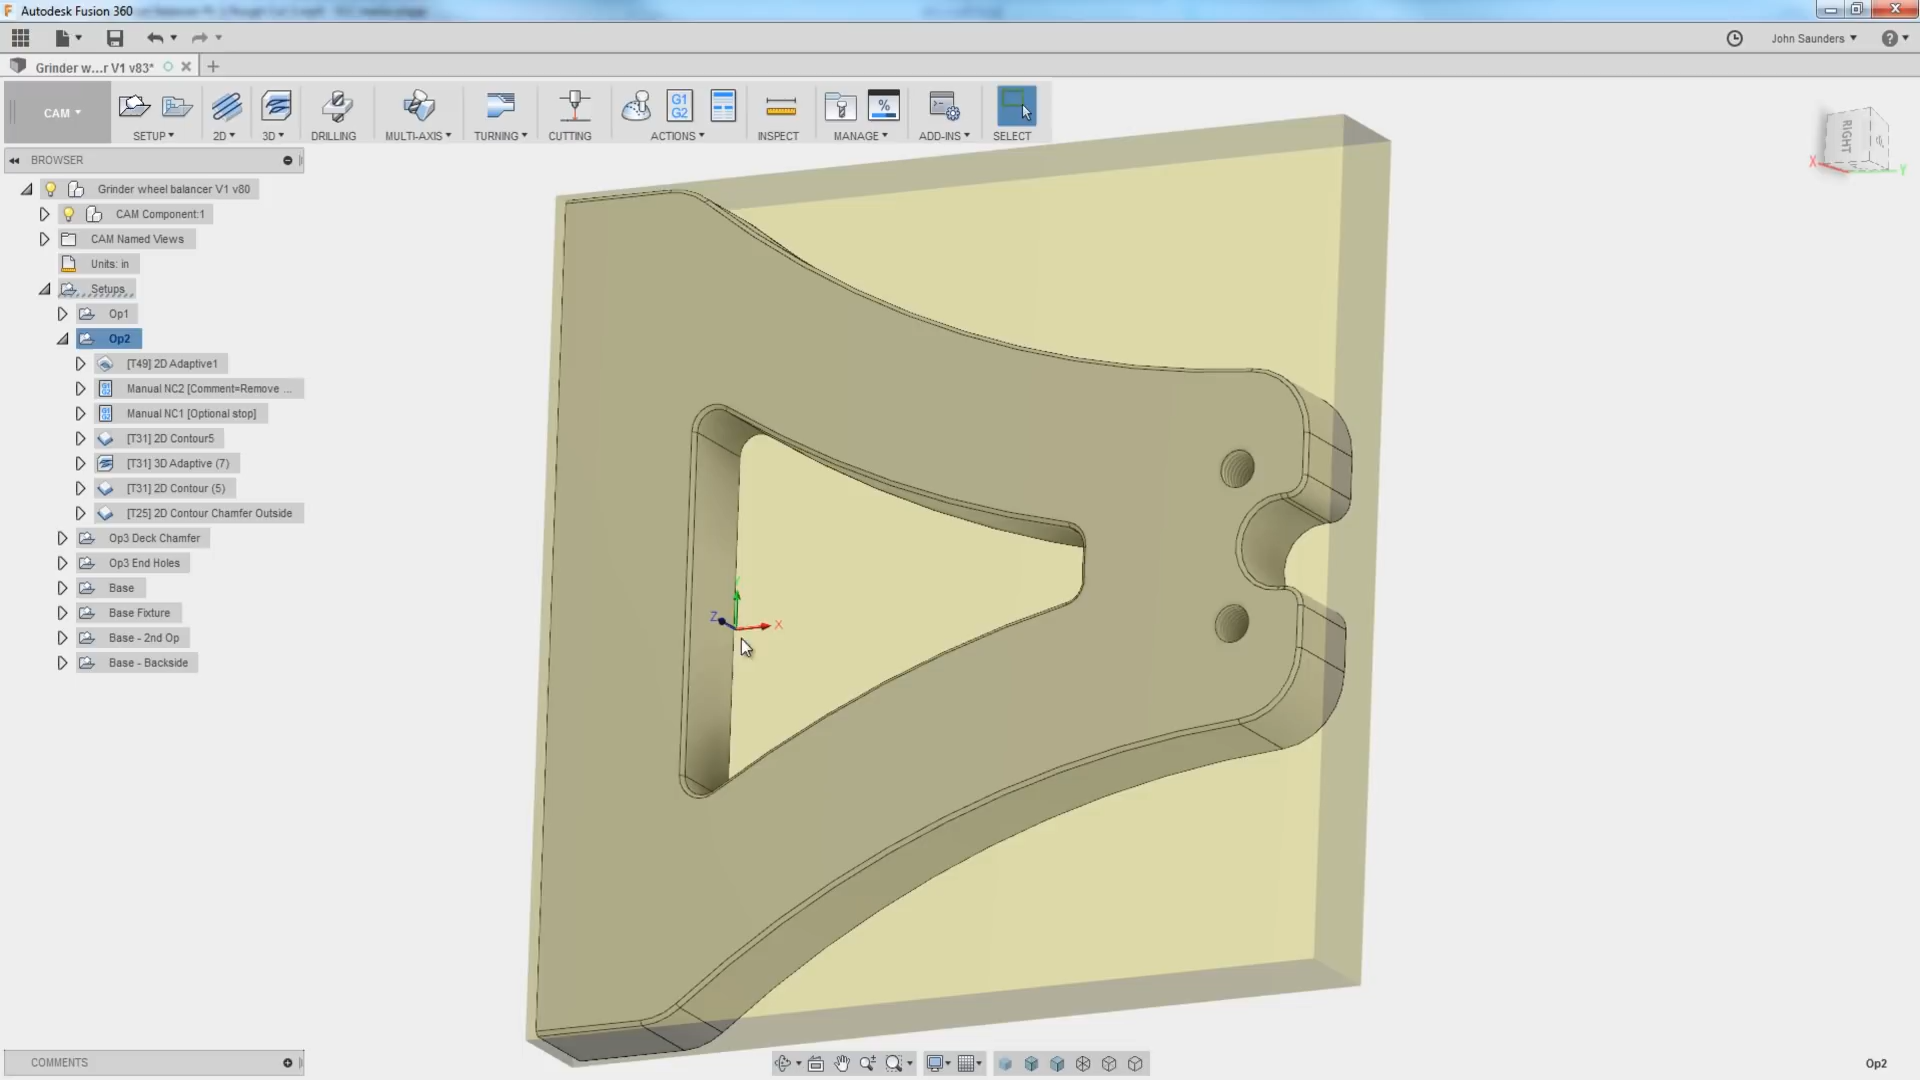 Autodesk Fusion 360
John Saunders
Grinder w...r V1 v83*
CAM
SETUP
2D
3D
DRILLING
MULTI-AXIS
TURNING
CUTTING
G1
G2
ACTIONS
INSPECT
%
MANAGE
ADD-INS
SELECT
RIGHT
X
Y
BROWSER
Grinder wheel balancer V1 v80
CAM Component:1
CAM Named Views
Units: in
Setups
Op1
Op2
[T49] 2D Adaptive1
Manual NC2 [Comment=Remove ...
Manual NC1 [Optional stop]
[T31] 2D Contour5
[T31] 3D Adaptive (7)
[T31] 2D Contour (5)
[T25] 2D Contour Chamfer Outside
Op3 Deck Chamfer
Op3 End Holes
Base
Base Fixture
Base - 2nd Op
Base - Backside
Y
Z
X
COMMENTS
Op2